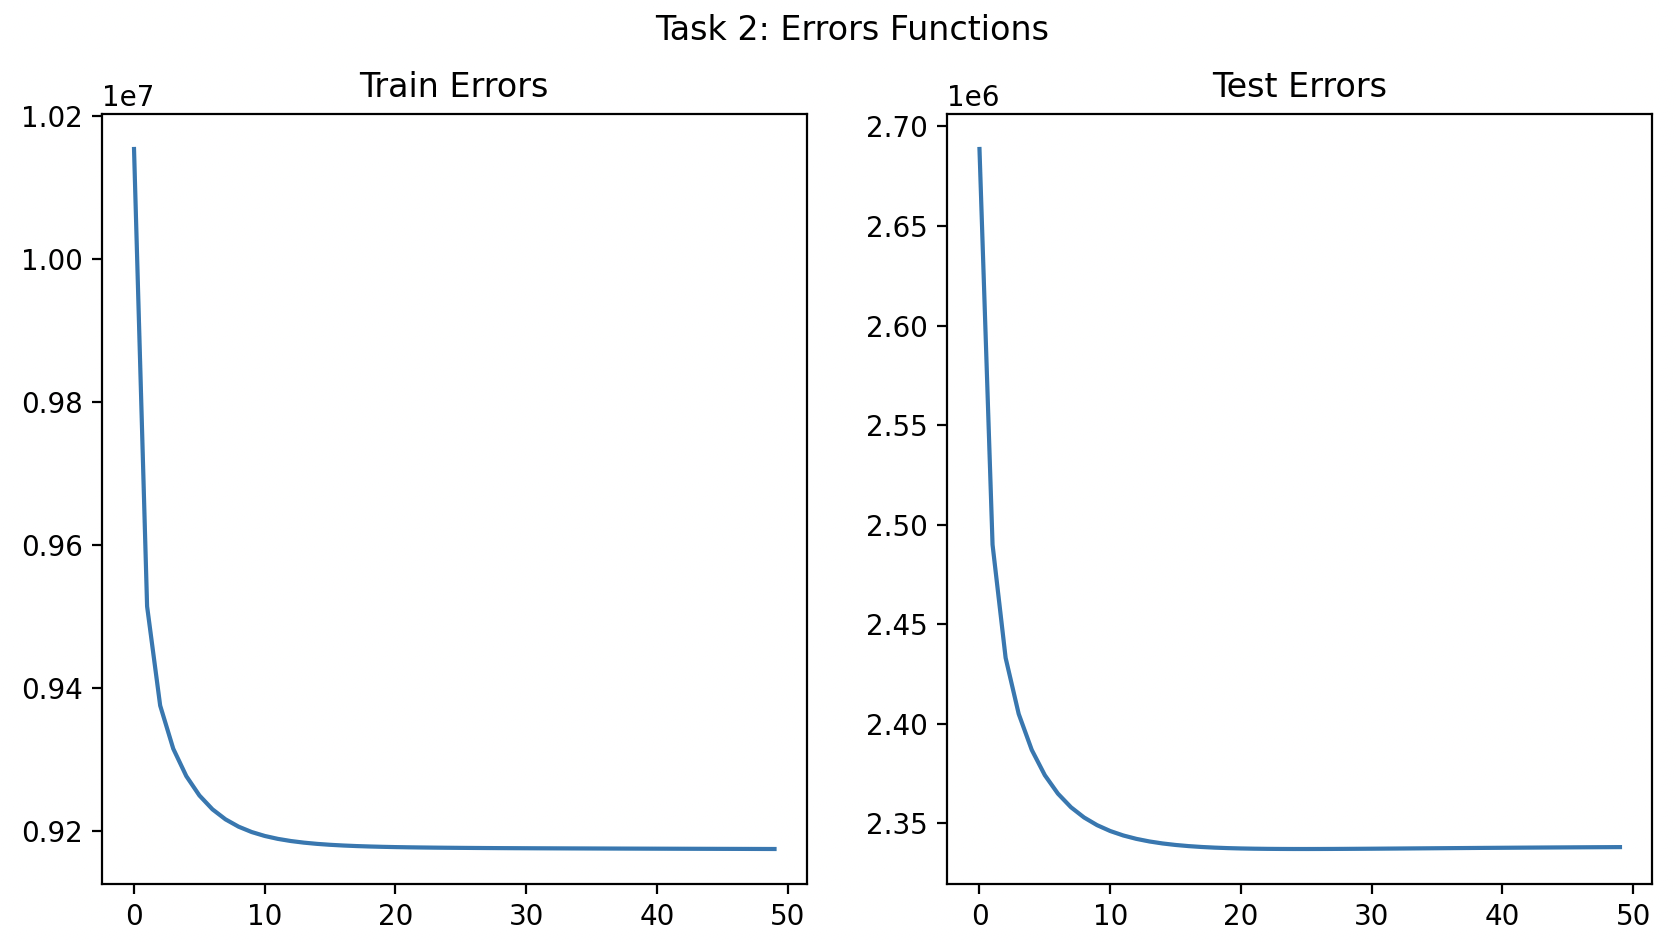 Task 2: Errors Functions
Train Errors
1e7
1.02
1.00
0.98
0.96
0.94
0.92
0 10 20 30 40 50
Test Errors
1e6
2.70
2.65
2.60
2.55
2.50
2.45
2.40
2.35
0 10 20 30 40 50